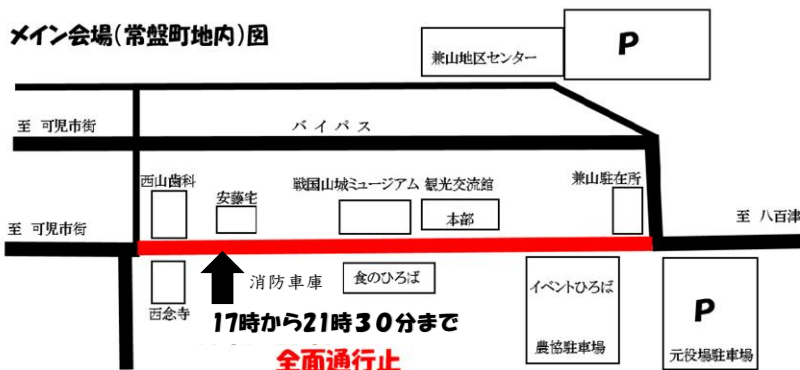 メイン会場(常盤町地内)図
兼山地区センター
P
至 可児市街
バイパス
西山歯科
安藤宅
戦国山城ミュージアム 観光交流館
兼山駐在所
本部
至 可児市街
至 八百津
消防車庫
食のひろば
イベントひろば
西念寺
17時から21時30分まで
P
農協駐車場
元役場駐車場
全面通行止